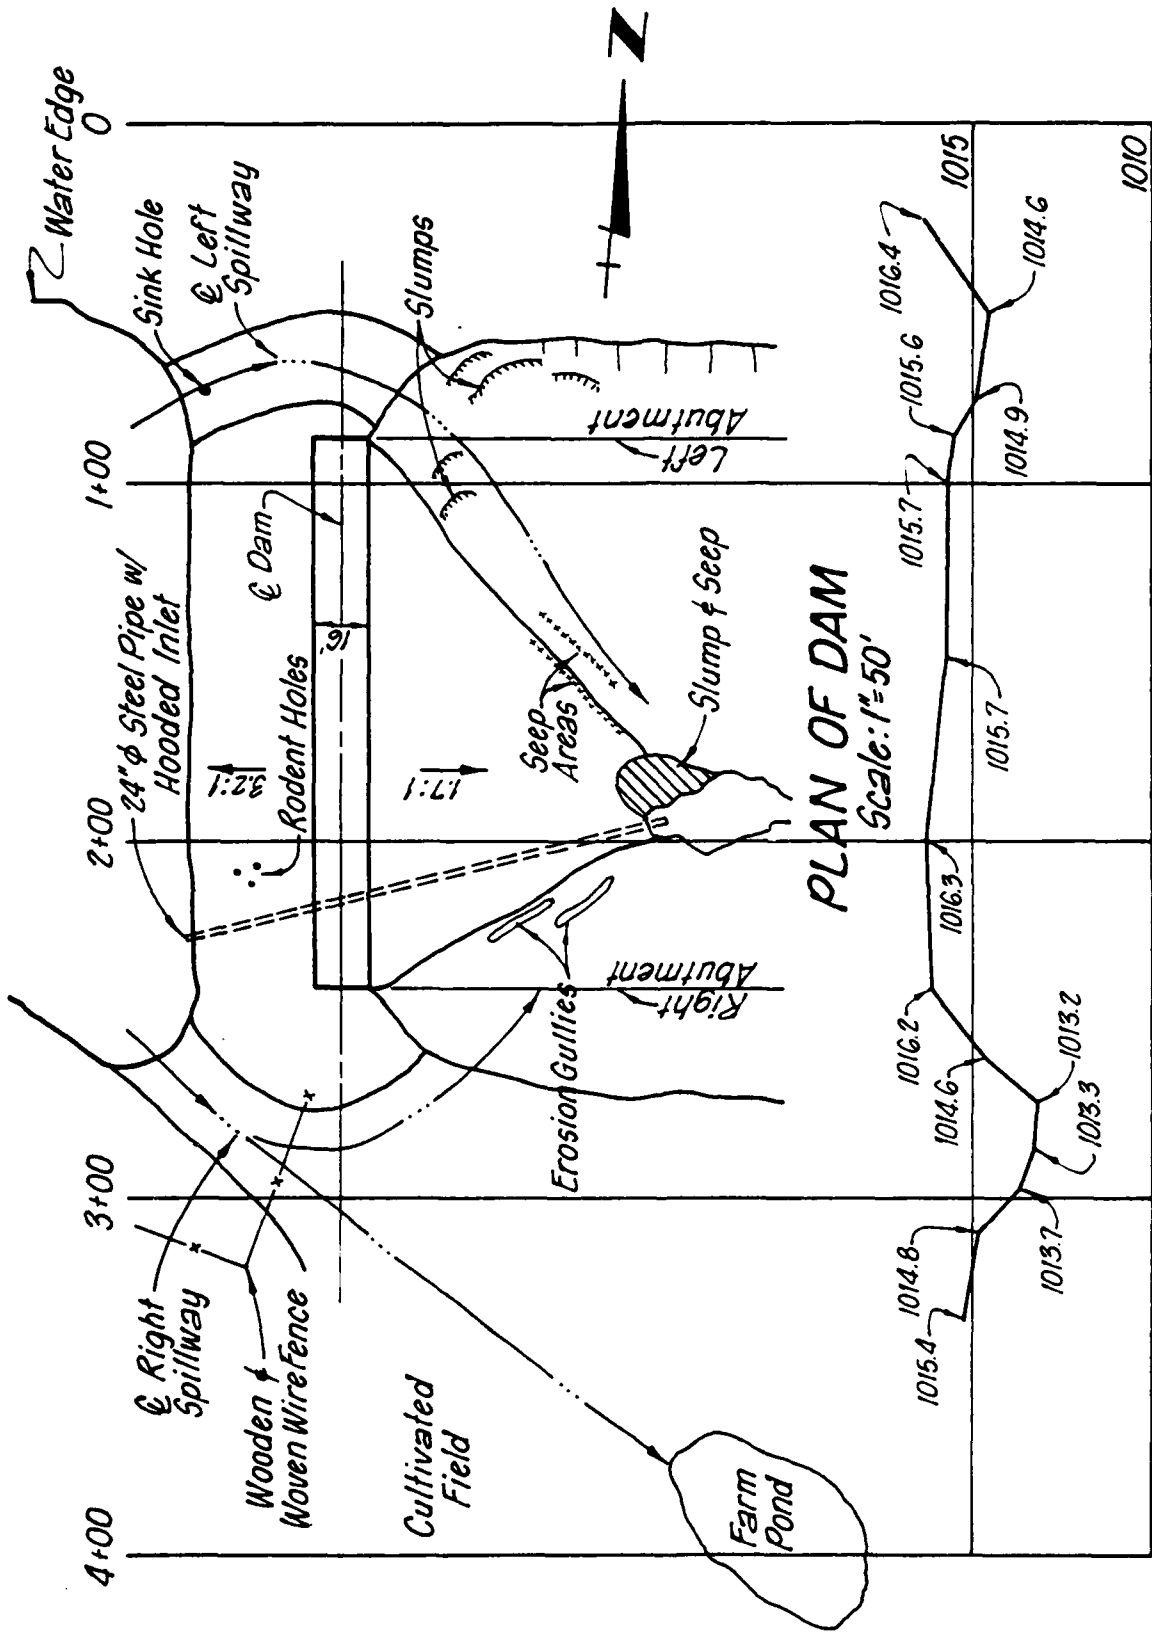 Water Edge
0
Sink Hole
℄ Left
Spillway
Slumps
N
1+00
Left
Abutment
24" ϕ Steel Pipe w/
Hooded Inlet
℄ Dam
16'
Rodent Holes
3.2:1
1.7:1
Seep
Areas
Slump & Seep
2+00
Right
Abutment
Erosion Gullies
3+00
℄ Right
Spillway
Wooden &
Woven Wire Fence
Cultivated
Field
4+00
Farm
Pond
PLAN OF DAM
Scale: 1"=50'
1015
1010
1016.4
1014.6
1015.6
1014.9
1015.7
1015.7
1016.3
1016.2
1014.6
1013.2
1013.3
1013.7
1014.8
1015.4